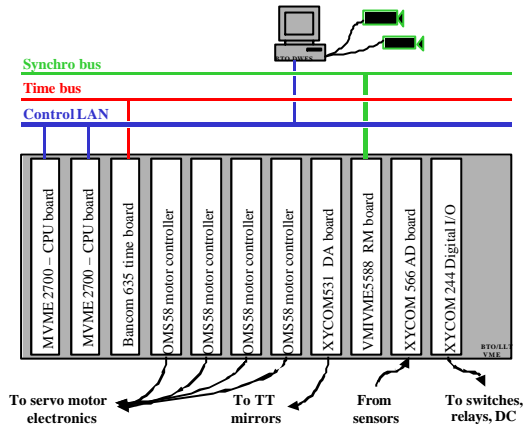 BTO DWFS
Synchro bus
Time bus
Control LAN
MVME 2700 – CPU board
MVME 2700 – CPU board
Bancom 635 time board
OMS58 motor controller
OMS58 motor controller
OMS58 motor controller
OMS58 motor controller
XYCOM531 DA board
VMIVME5588 RM board
XYCOM 566 AD board
XYCOM 244 Digital I/O
BTO/LLT
VME
To servo motor
electronics
To TT
mirrors
From
sensors
To switches,
relays, DC